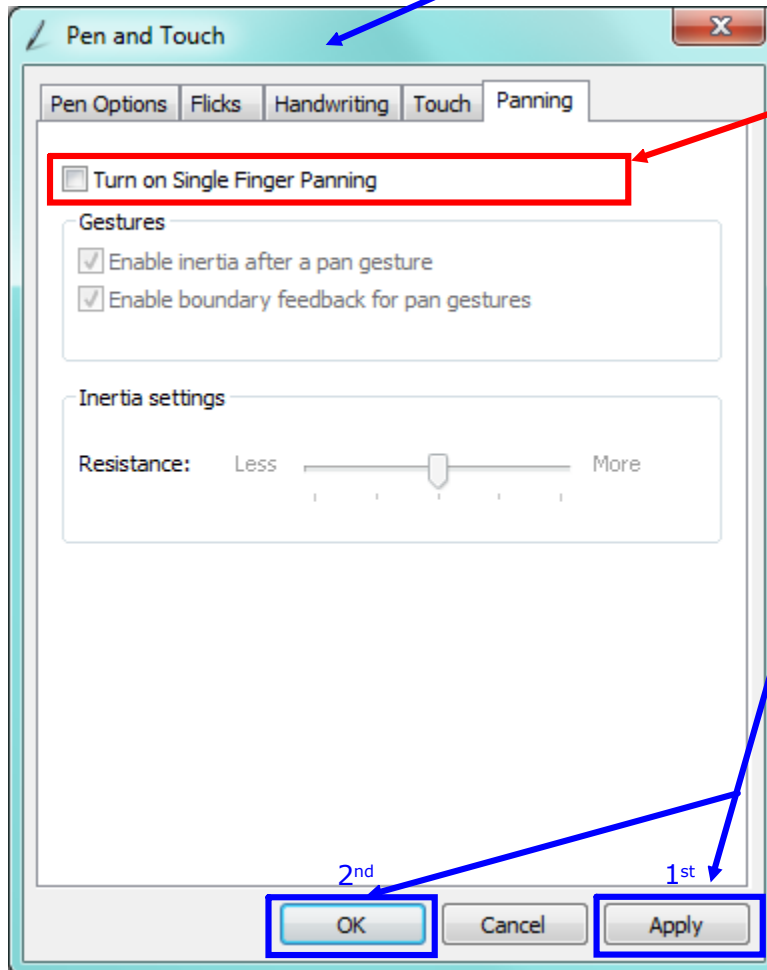 Pen and Touch
Pen Options Flicks Handwriting Touch Panning
Turn on Single Finger Panning
Gestures
Enable inertia after a pan gesture
Enable boundary feedback for pan gestures
Inertia settings
Resistance: Less More
2nd 1st
OK Cancel Apply